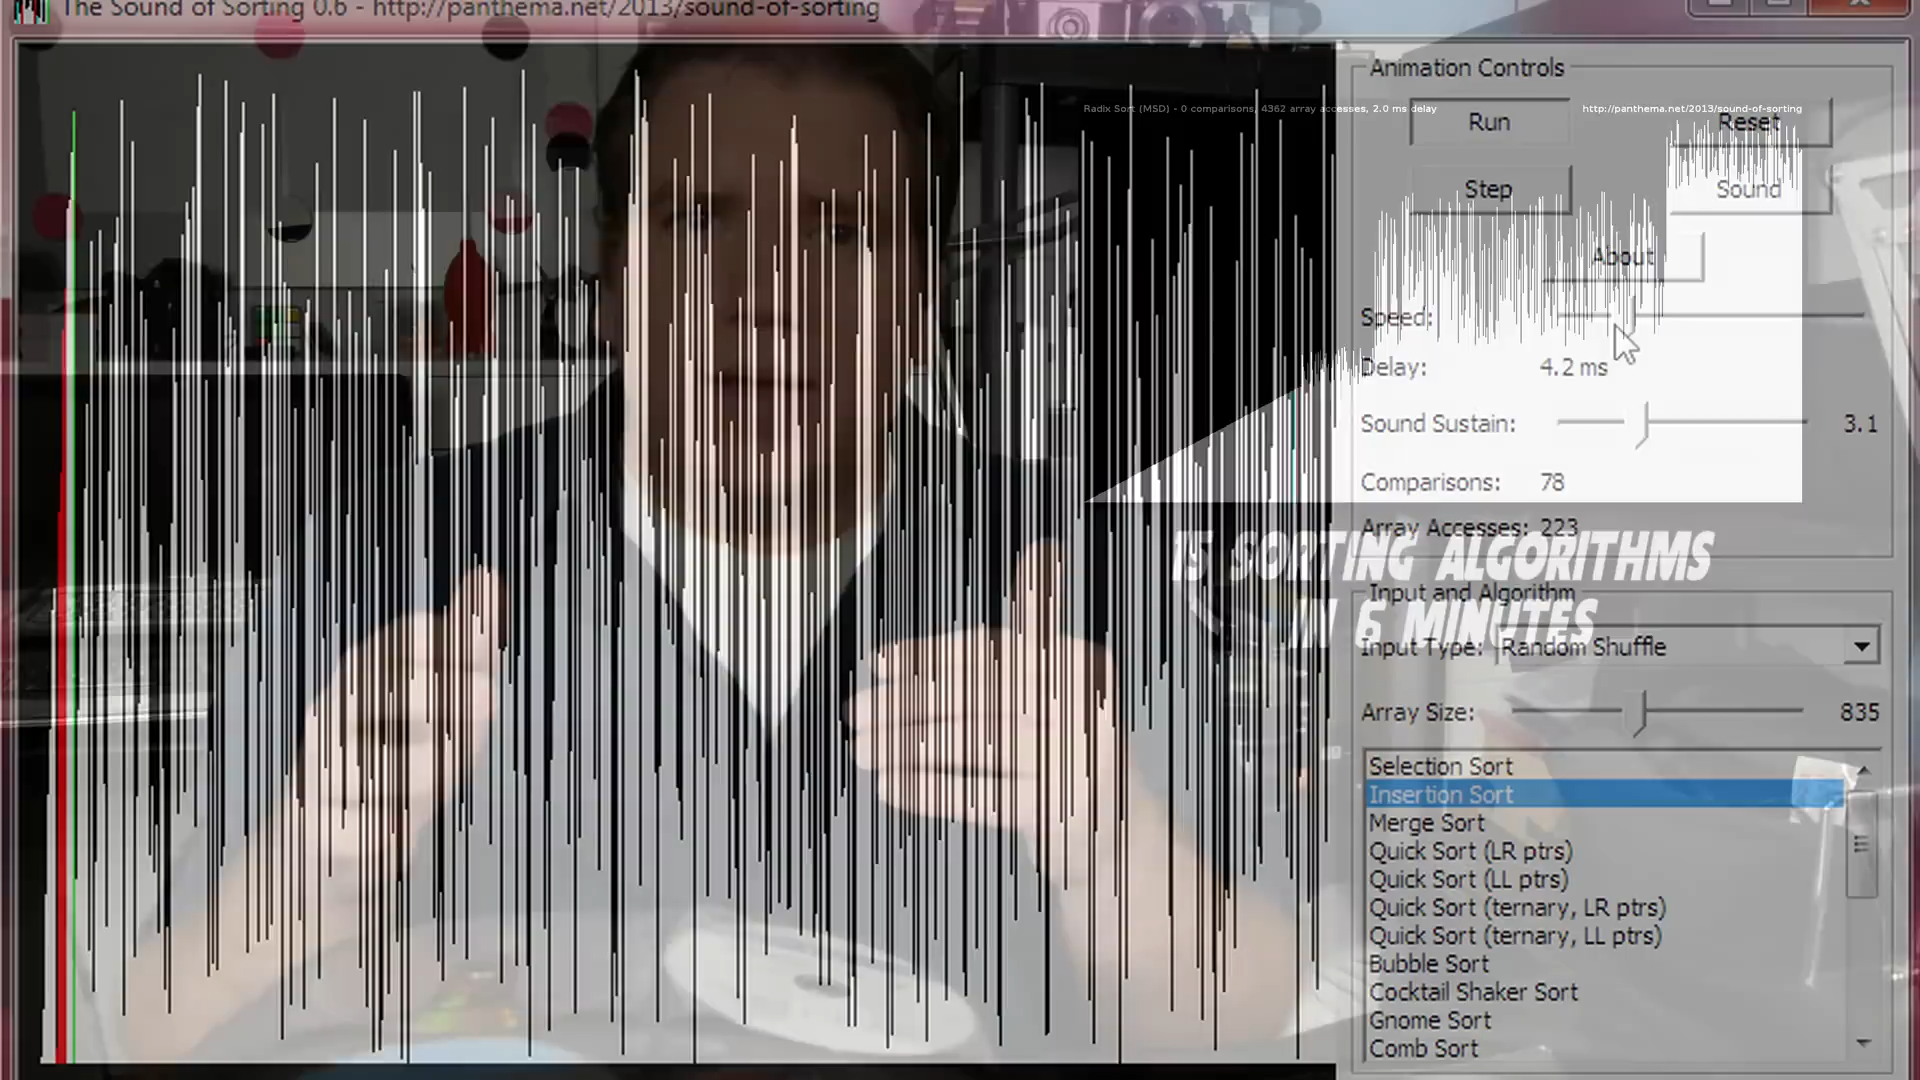 The Sound of Sorting 0.6 - http://panthema.net/2013/sound-of-sorting
Animation Controls
Radix Sort (MSD) - 0 comparisons, 4362 array accesses, 2.0 ms delay
http://panthema.net/2013/sound-of-sorting
Run
Reset
Step
Sound
About
Speed:
Delay: 4.2 ms
Sound Sustain: 3.1
Comparisons: 78
Array Accesses: 223
15 SORTING ALGORITHMS
IN 6 MINUTES
Input and Algorithm
Input Type: Random Shuffle
Array Size: 835
Selection Sort
Insertion Sort
Merge Sort
Quick Sort (LR ptrs)
Quick Sort (LL ptrs)
Quick Sort (ternary, LR ptrs)
Quick Sort (ternary, LL ptrs)
Bubble Sort
Cocktail Shaker Sort
Gnome Sort
Comb Sort